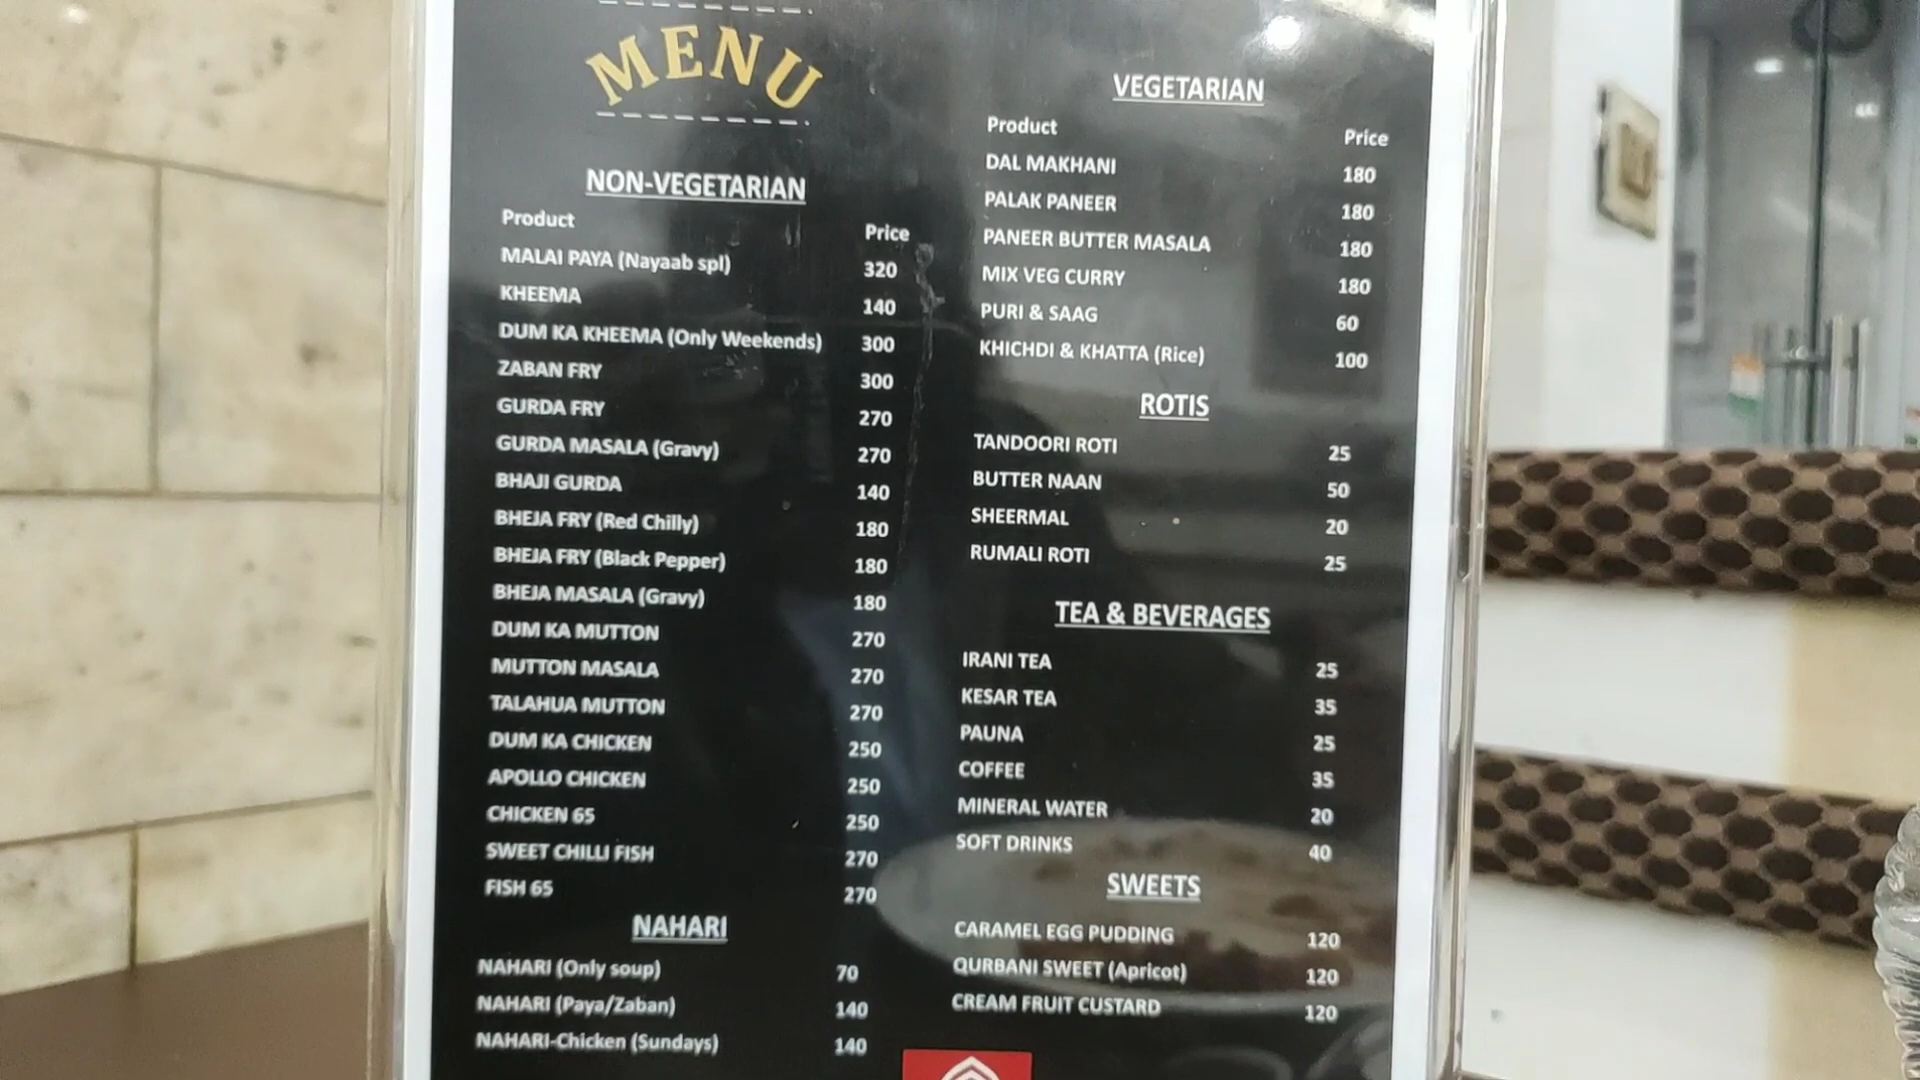 MENU
NON-VEGETARIAN
Product Price
MALAI PAYA (Nayaab spl) 320
KHEEMA 140
DUM KA KHEEMA (Only Weekends) 300
ZABAN FRY 300
GURDA FRY 270
GURDA MASALA (Gravy) 270
BHAJI GURDA 140
BHEJA FRY (Red Chilly) 180
BHEJA FRY (Black Pepper) 180
BHEJA MASALA (Gravy) 180
DUM KA MUTTON 270
MUTTON MASALA 270
TALAHUA MUTTON 270
DUM KA CHICKEN 250
APOLLO CHICKEN 250
CHICKEN 65 250
SWEET CHILLI FISH 270
FISH 65 270
NAHARI
NAHARI (Only soup) 70
NAHARI (Paya/Zaban) 140
NAHARI-Chicken (Sundays) 140
VEGETARIAN
Product Price
DAL MAKHANI 180
PALAK PANEER 180
PANEER BUTTER MASALA 180
MIX VEG CURRY 180
PURI & SAAG 60
KHICHDI & KHATTA (Rice) 100
ROTIS
TANDOORI ROTI 25
BUTTER NAAN 50
SHEERMAL 20
RUMALI ROTI 25
TEA & BEVERAGES
IRANI TEA 25
KESAR TEA 35
PAUNA 25
COFFEE 35
MINERAL WATER 20
SOFT DRINKS 40
SWEETS
CARAMEL EGG PUDDING 120
QURBANI SWEET (Apricot) 120
CREAM FRUIT CUSTARD 120